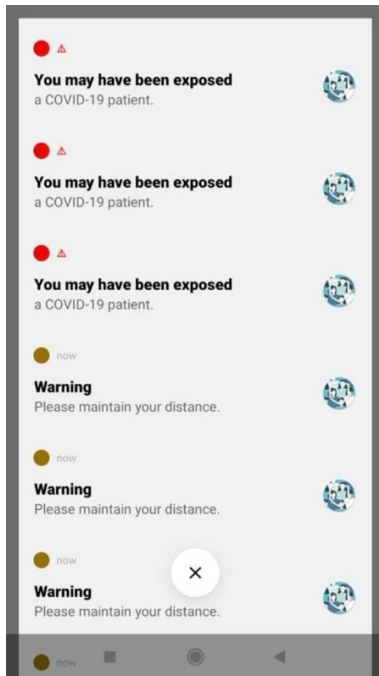 You may have been exposed
a COVID-19 patient.
You may have been exposed
a COVID-19 patient.
You may have been exposed
a COVID-19 patient.
now
Warning
Please maintain your distance.
now
Warning
Please maintain your distance.
now
Warning
Please maintain your distance.
now